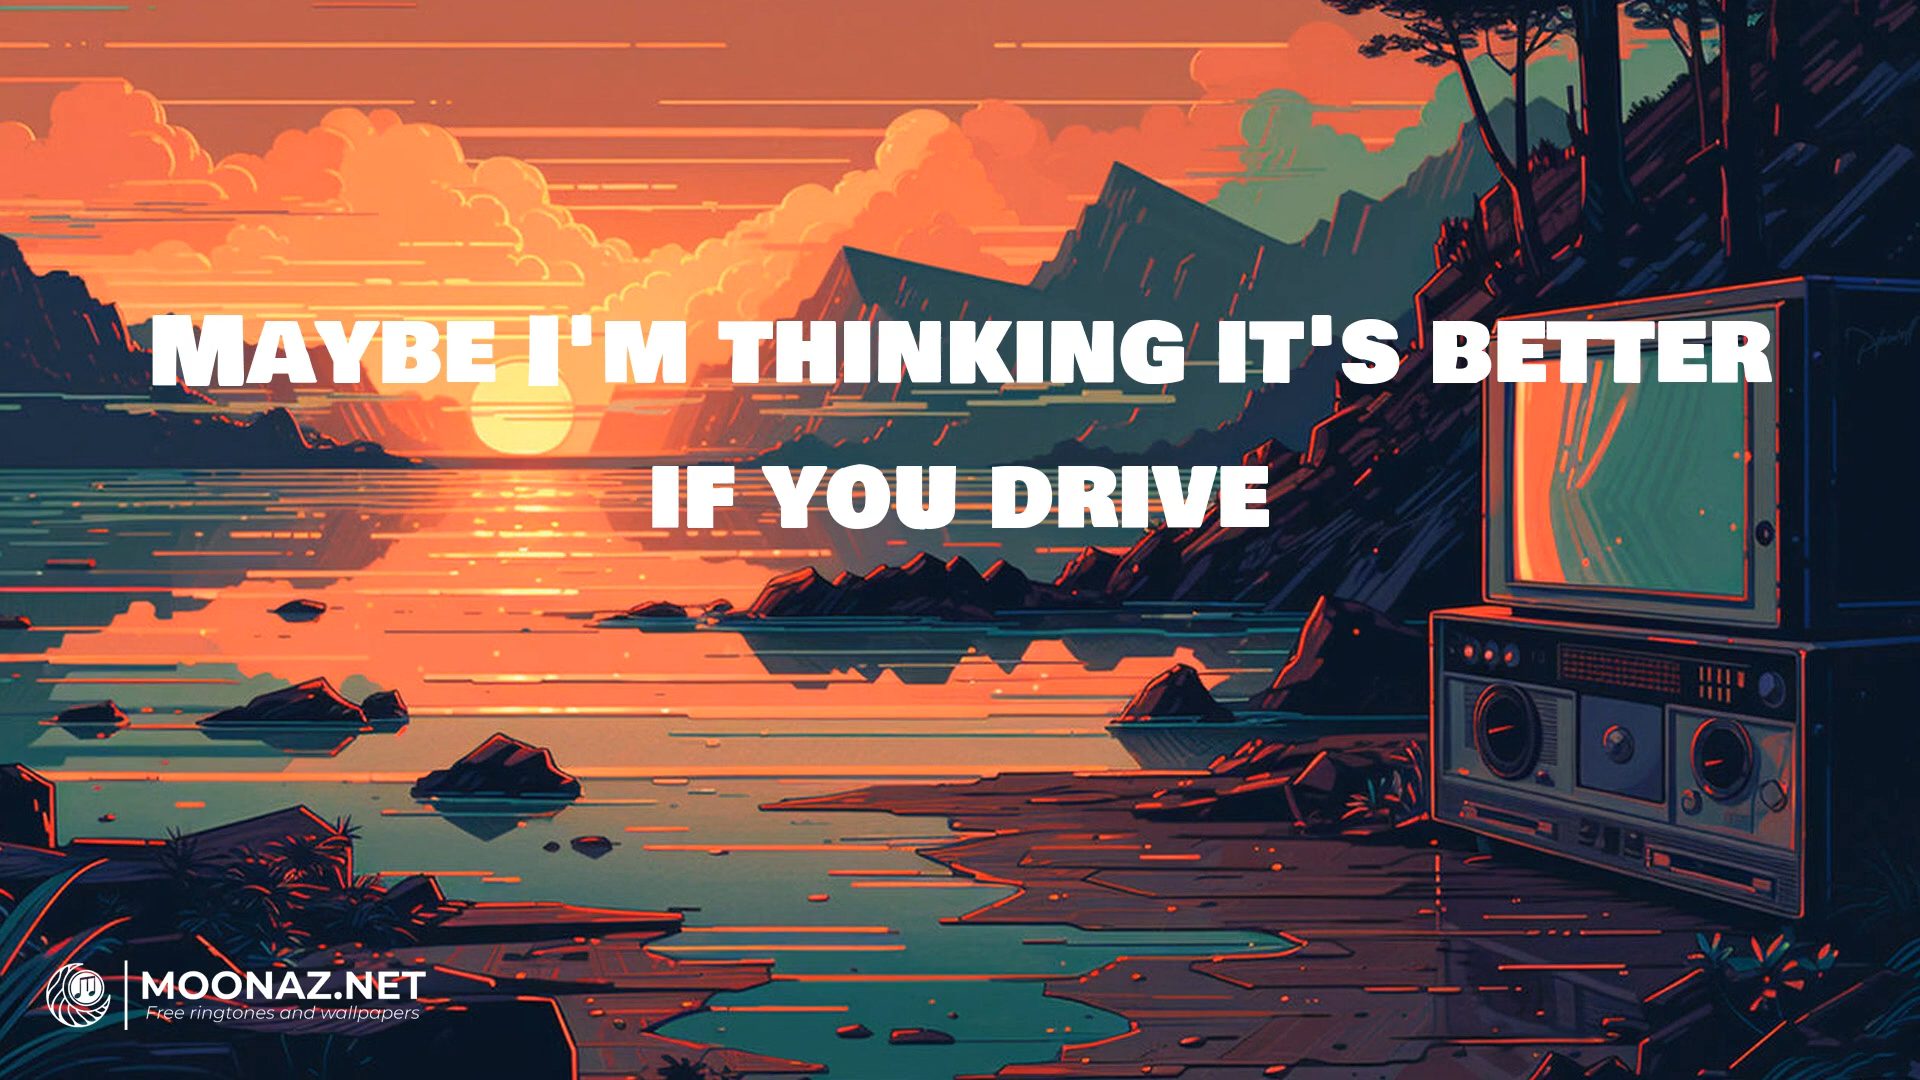 Maybe I'm thinking it's better
if you drive
MOONAZ.NET
Free ringtones and wallpapers